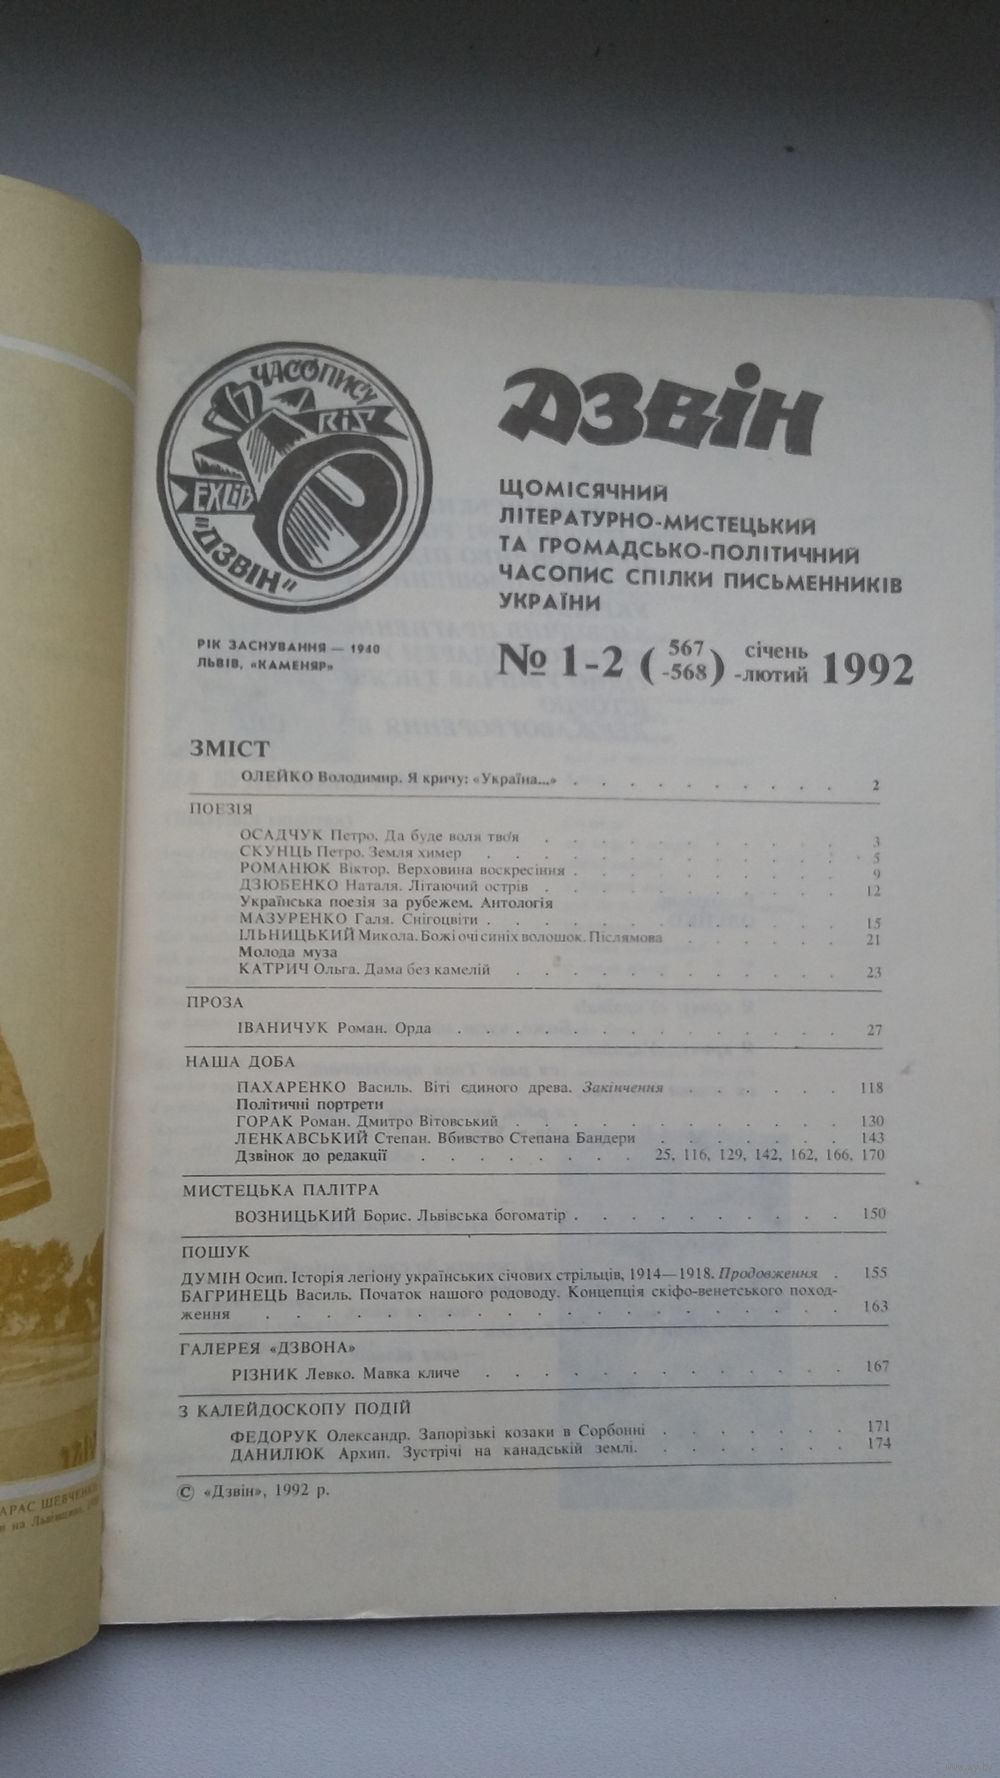 ЧАСОПИСУ
EXLIBRIS
"ДЗВІН"
ДЗВІН
ЩОМІСЯЧНИЙ
ЛІТЕРАТУРНО-МИСТЕЦЬКИЙ
ТА ГРОМАДСЬКО-ПОЛІТИЧНИЙ
ЧАСОПИС СПІЛКИ ПИСЬМЕННИКІВ
УКРАЇНИ
РІК ЗАСНУВАННЯ — 1940
ЛЬВІВ, «КАМЕНЯР»
№ 1-2 (567-568) січень-лютий 1992
ЗМІСТ
ОЛЕЙКО Володимир. Я кричу: «Україна...» . . . . . . . . . . 2
ПОЕЗІЯ
ОСАДЧУК Петро. Да буде воля твоя . . . . . . . . . . 3
СКУНЦЬ Петро. Земля химер . . . . . . . . . . . . 5
РОМАНЮК Віктор. Верховина воскресіння . . . . . . . . . 9
ДЗЮБЕНКО Наталя. Літаючий острів . . . . . . . . . . 12
Українська поезія за рубежем. Антологія
МАЗУРЕНКО Галя. Снігоцвіти . . . . . . . . . . . . 15
ІЛЬНИЦЬКИЙ Микола. Божі очі синіх волошок. Післямова . . . . . . 21
Молода муза
КАТРИЧ Ольга. Дама без камелій . . . . . . . . . . . 23
ПРОЗА
ІВАНИЧУК Роман. Орда . . . . . . . . . . . . . 27
НАША ДОБА
ПАХАРЕНКО Василь. Віті єдиного древа. Закінчення . . . . . . 118
Політичні портрети
ГОРАК Роман. Дмитро Вітовський . . . . . . . . . . . 130
ЛЕНКАВСЬКИЙ Степан. Вбивство Степана Бандери . . . . . . . 143
Дзвінок до редакції . . . . . . . . 25, 116, 129, 142, 162, 166, 170
МИСТЕЦЬКА ПАЛІТРА
ВОЗНИЦЬКИЙ Борис. Львівська богоматір . . . . . . . . . 150
ПОШУК
ДУМІН Осип. Історія легіону українських січових стрільців, 1914—1918. Продовження . 155
БАГРИНЕЦЬ Василь. Початок нашого родоводу. Концепція скіфо-венетського поход-
ження . . . . . . . . . . . . . . . . . . . . 163
ГАЛЕРЕЯ «ДЗВОНА»
РІЗНИК Левко. Мавка кличе . . . . . . . . . . . . 167
З КАЛЕЙДОСКОПУ ПОДІЙ
ФЕДОРУК Олександр. Запорізькі козаки в Сорбонні . . . . . . . 171
ДАНИЛЮК Архип. Зустрічі на канадській землі. . . . . . . . 174
© «Дзвін», 1992 р.
АРАС ШЕВЧЕНКО
на Львівщині,